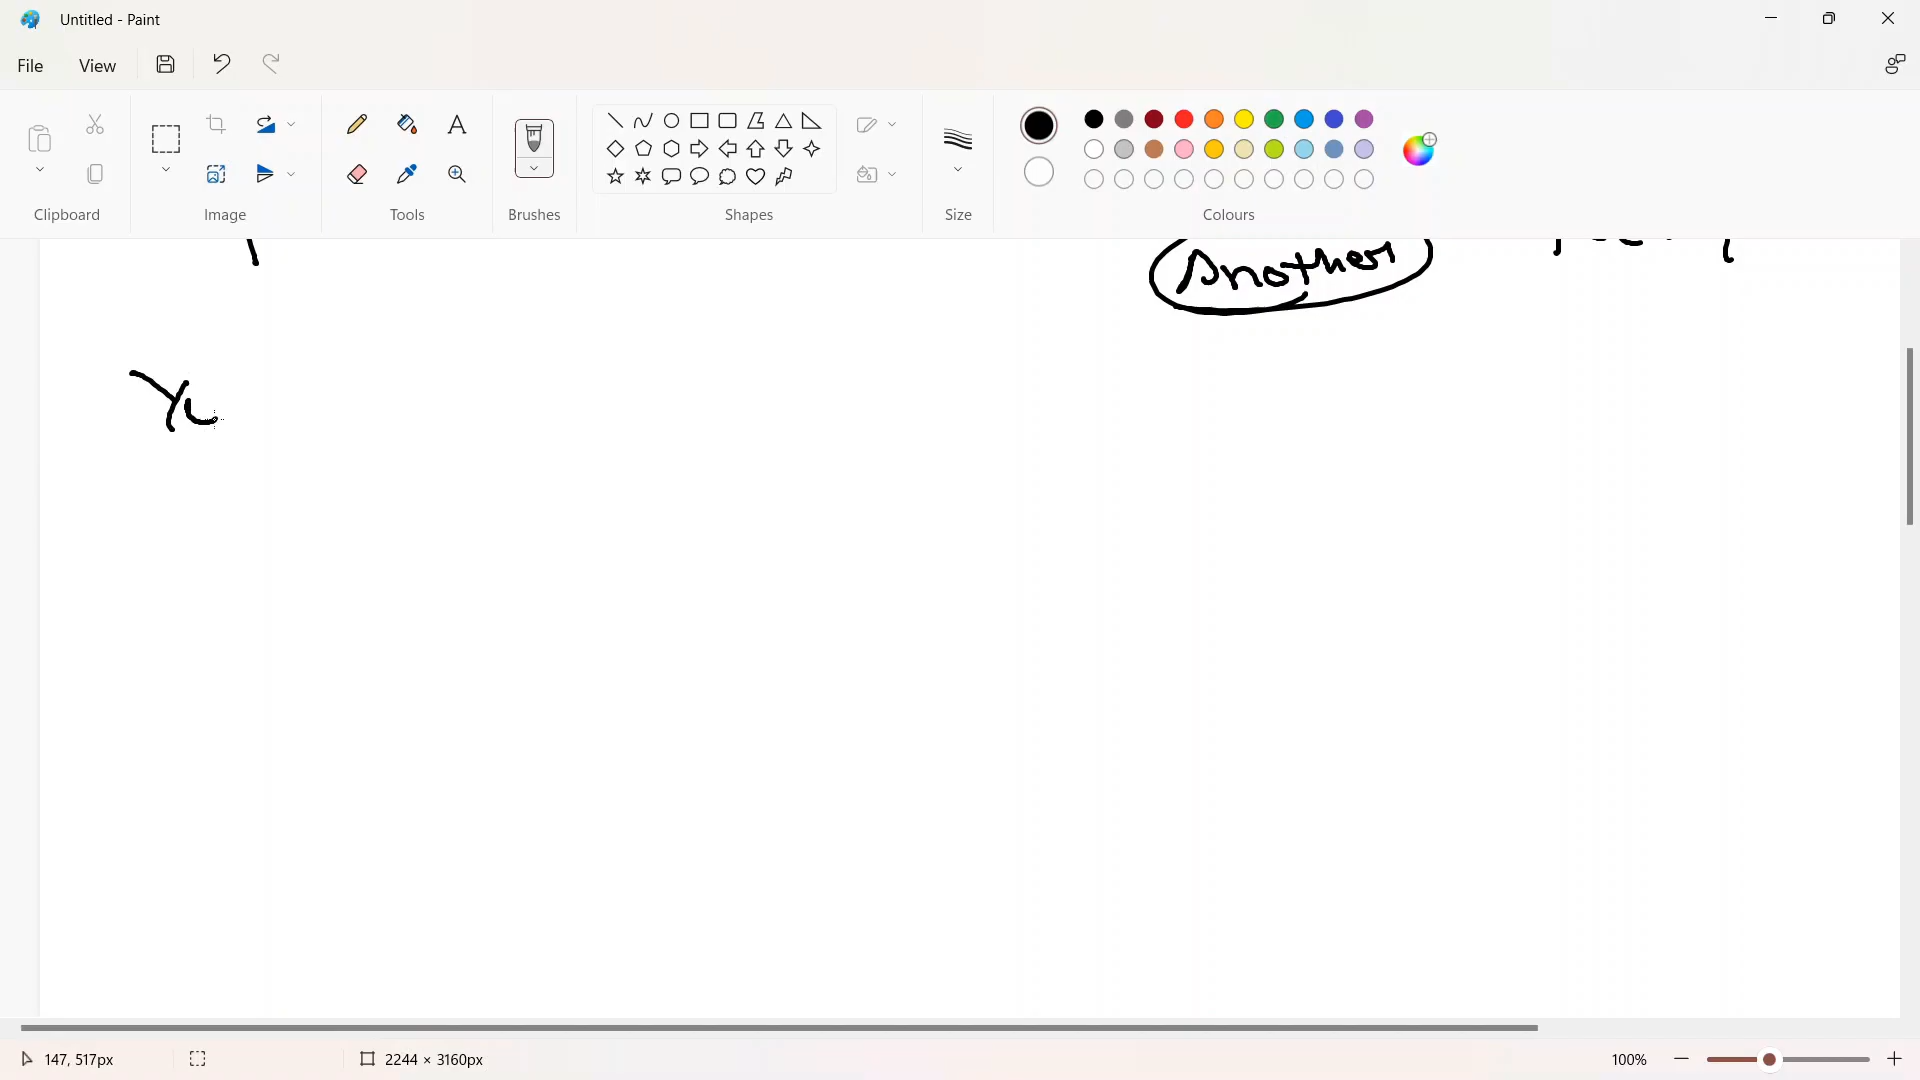 Untitled - Paint
File
View
Clipboard
Image
Tools
Brushes
Shapes
Size
Colours
Another
147, 517px
2244 × 3160px
100%